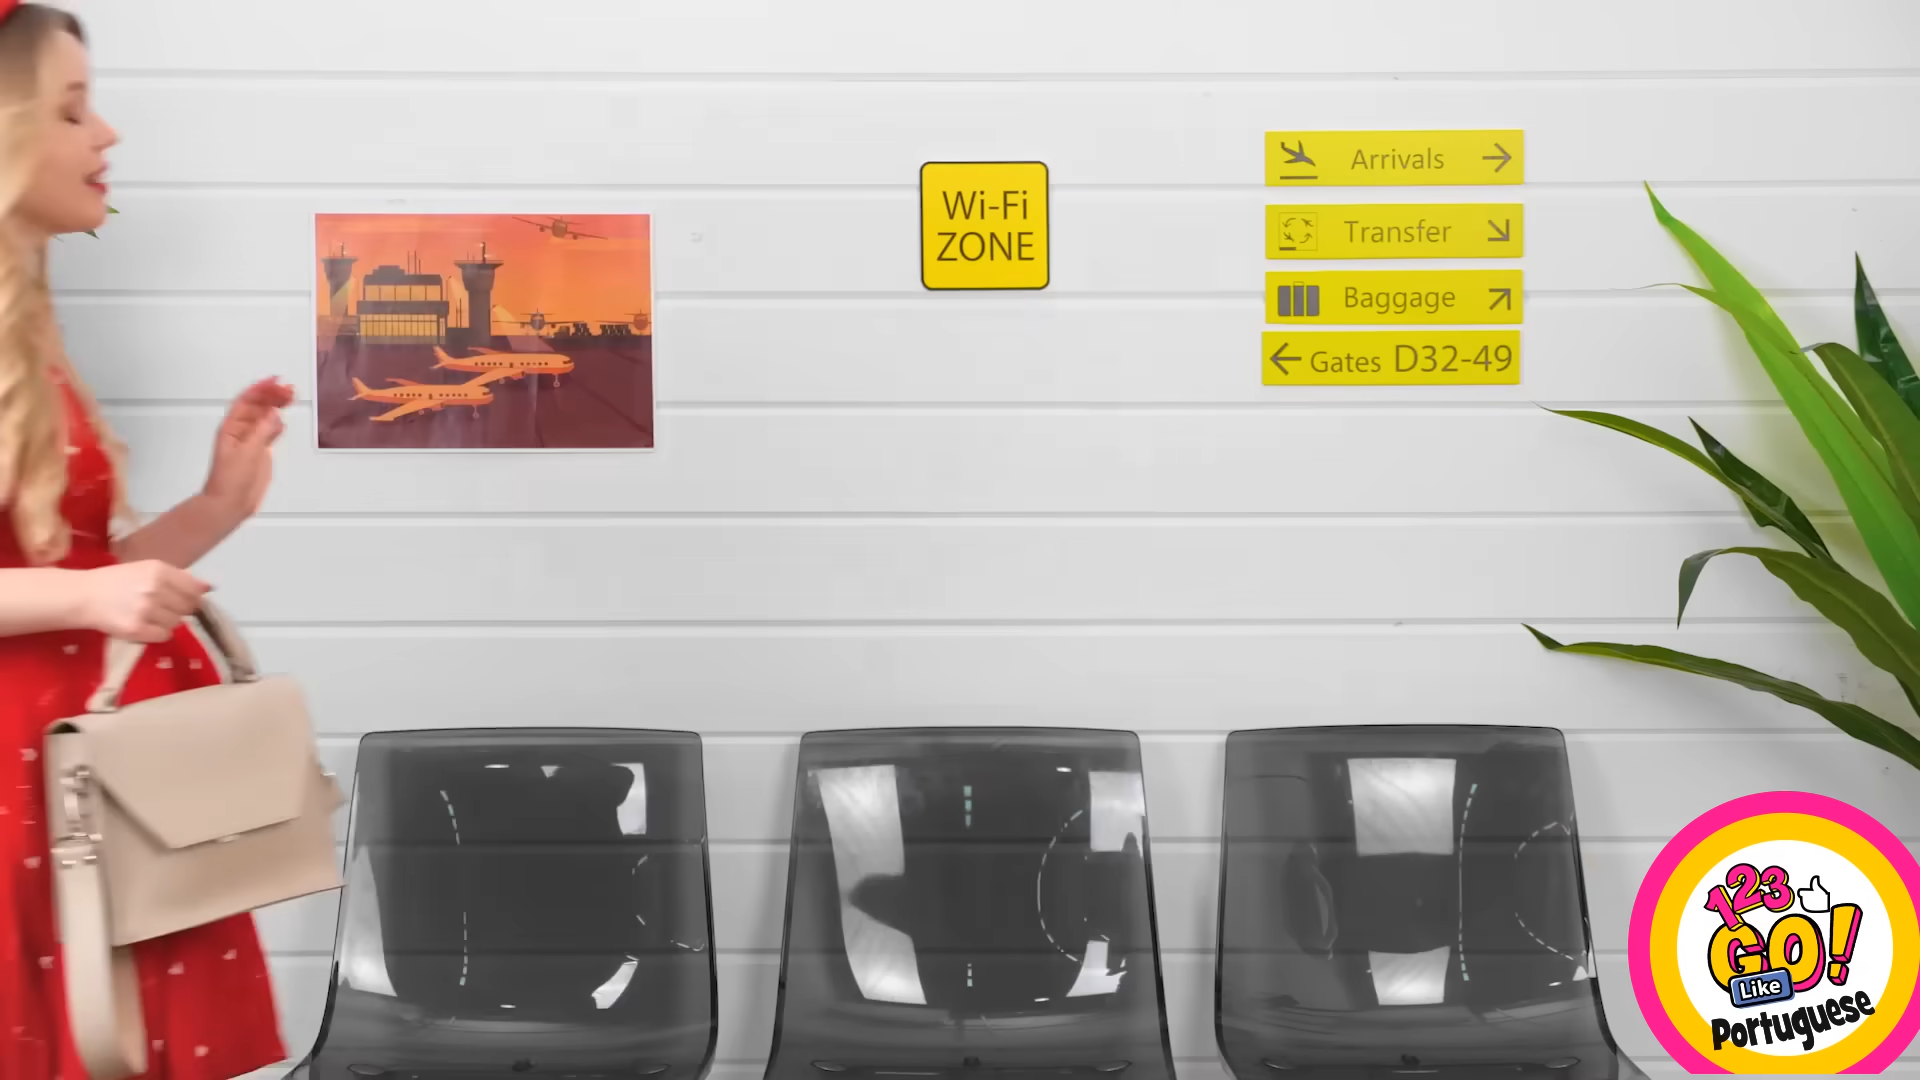 Wi-Fi
ZONE
Arrivals
Transfer
Baggage
Gates D32-49
123
GO!
Like
Portuguese